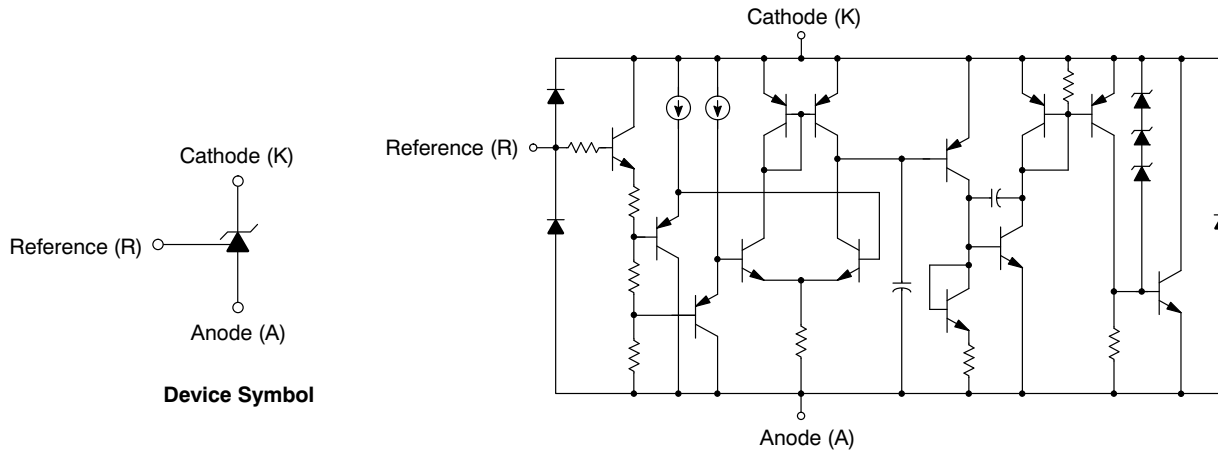 Cathode (K)
Reference (R)
Anode (A)
Device Symbol
Cathode (K)
Reference (R)
Anode (A)